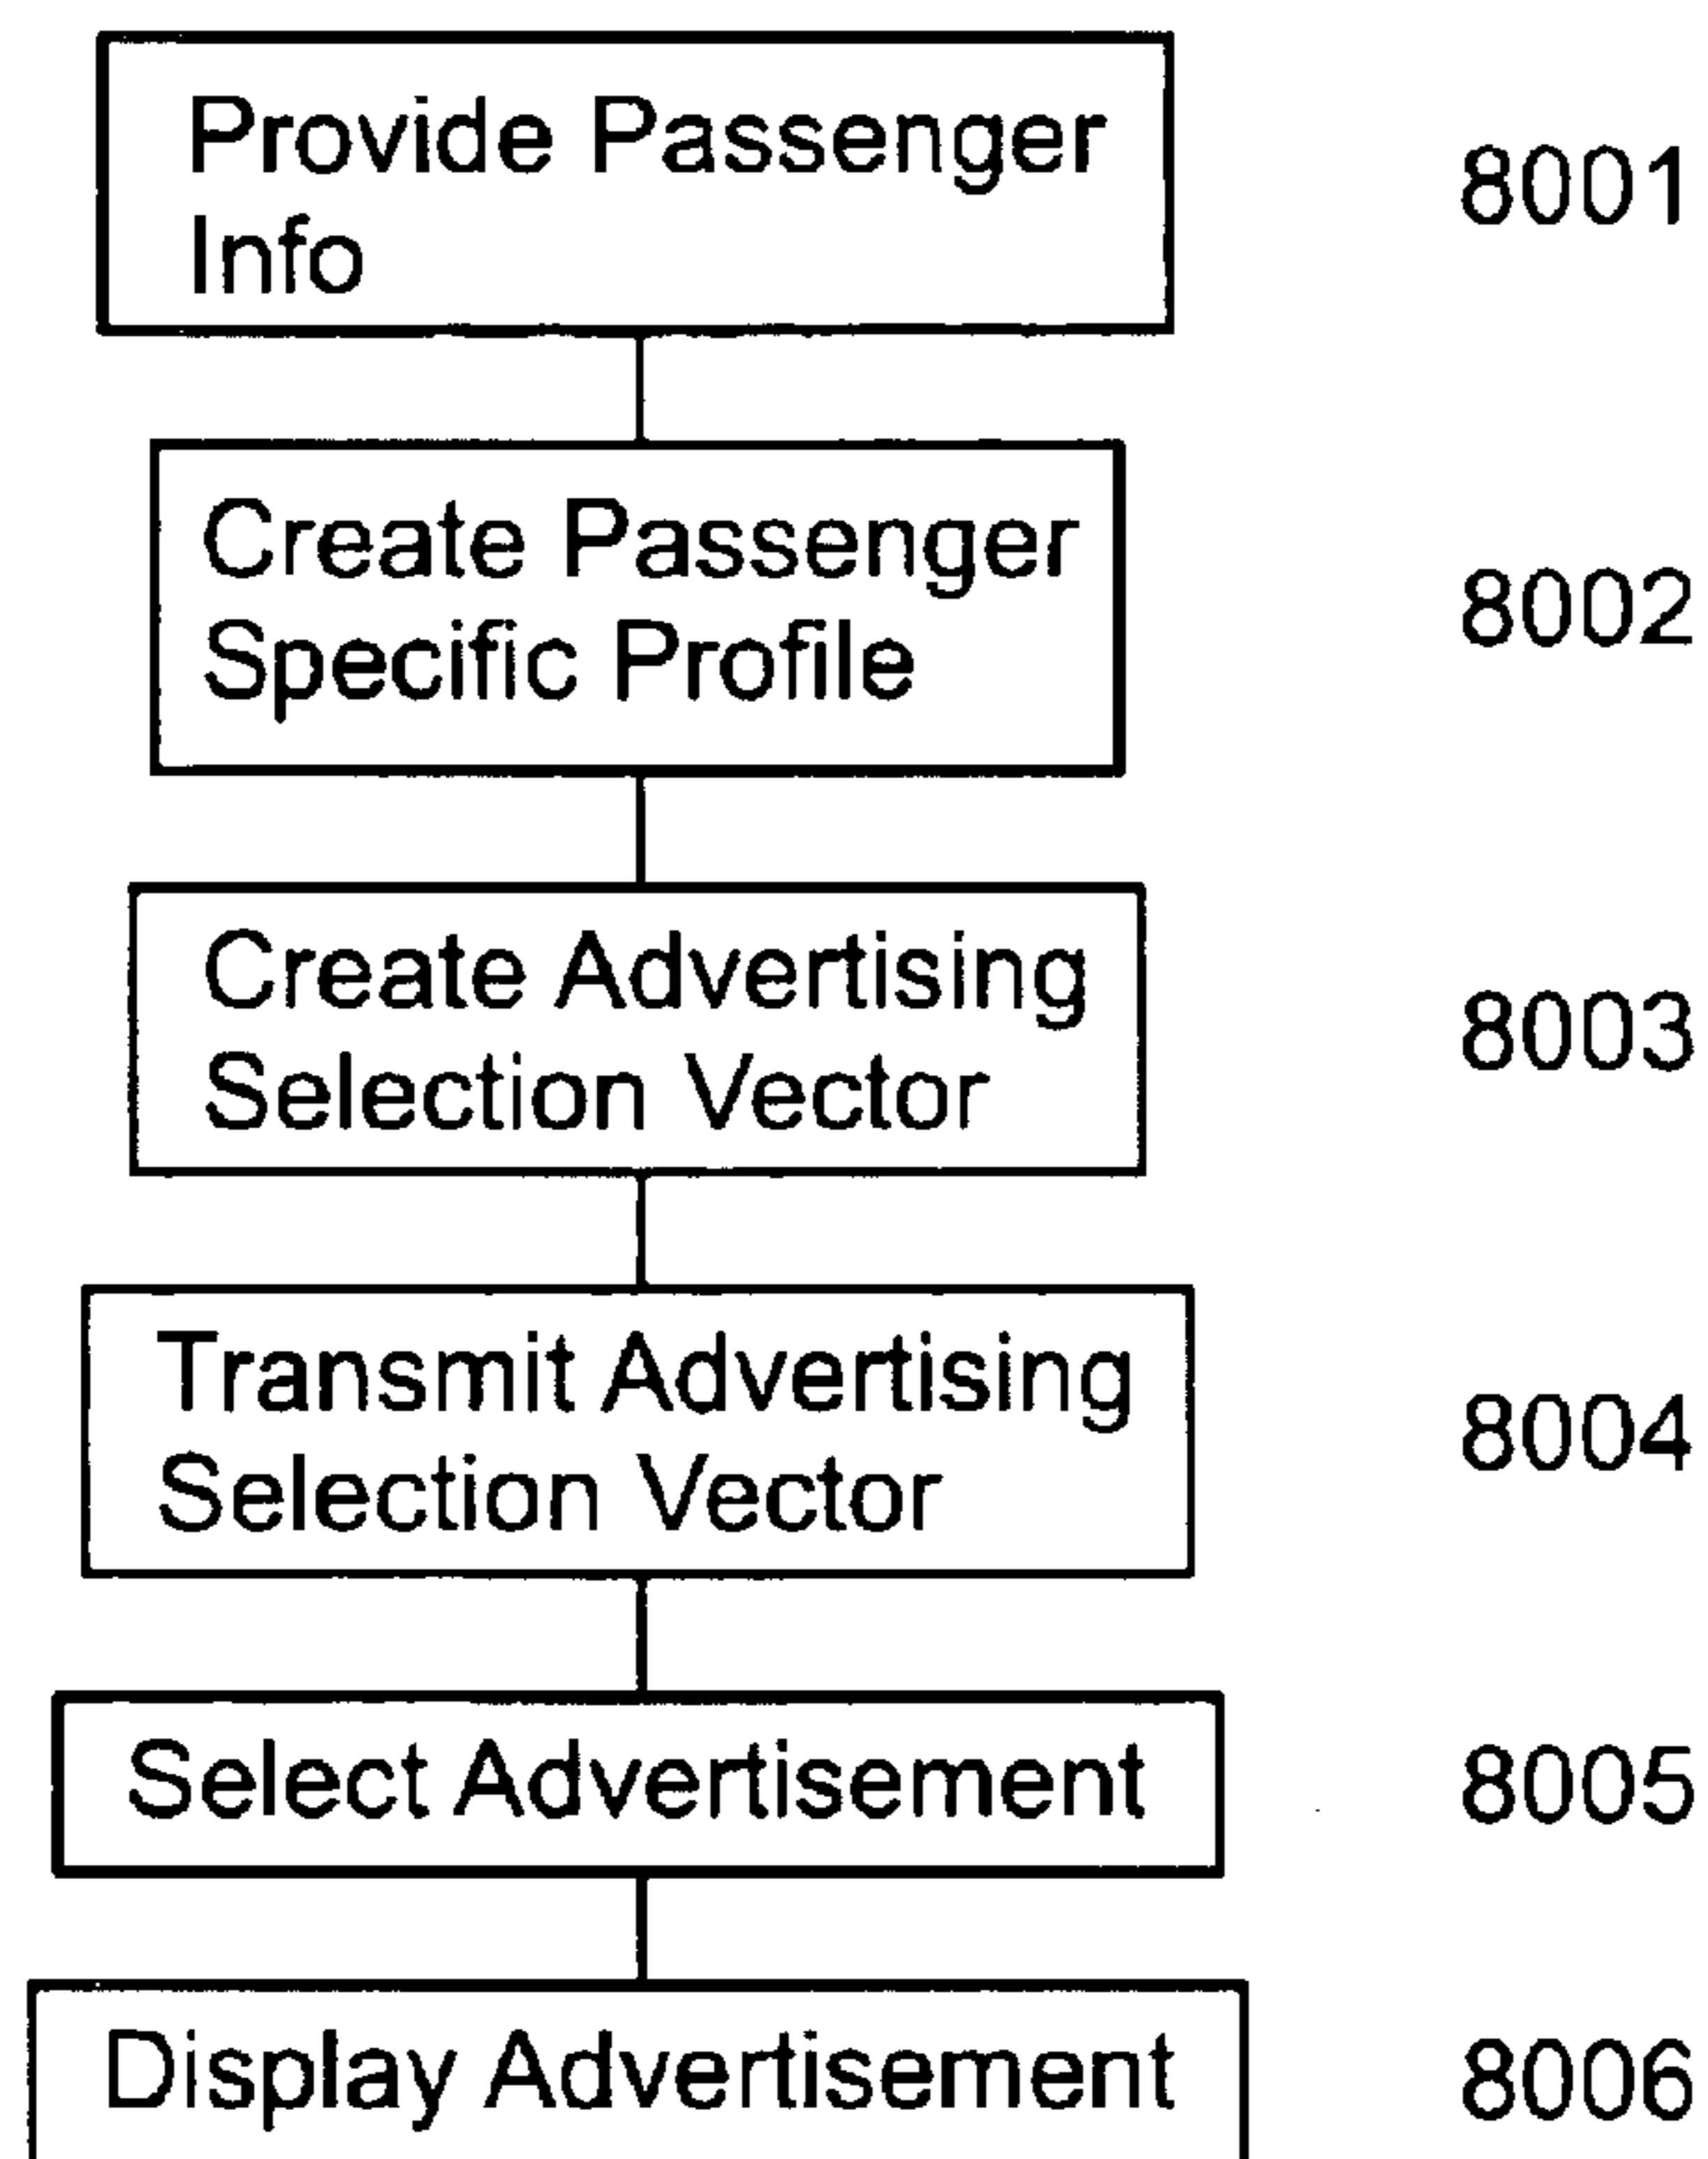 Provide Passenger
Info
8001
Create Passenger
Specific Profile
8002
Create Advertising
Selection Vector
8003
Transmit Advertising
Selection Vector
8004
Select Advertisement
8005
Display Advertisement
8006